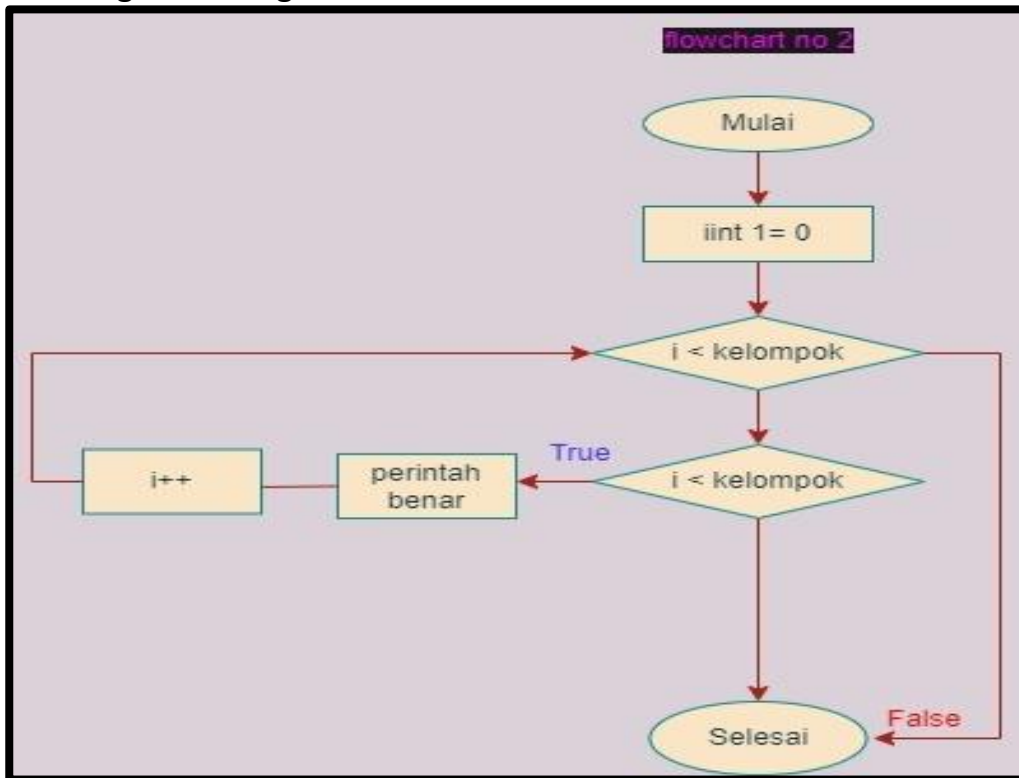 flowchart no 2
Mulai
iint 1= 0
i < kelompok
i < kelompok
True
perintah
benar
i++
Selesai
False